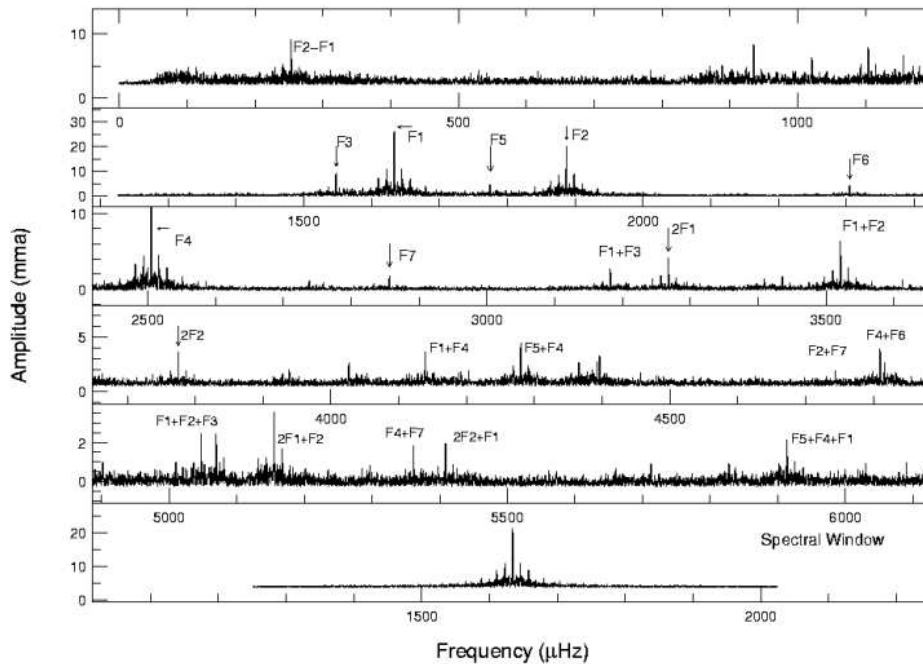 10
F2-F1
0
0 500 1000
30
20
10
0
F3 F1 F5 F2 F6
1500 2000
10
0
F4 F7 F1+F3 2F1 F1+F2
2500 3000 3500
5
0
2F2 F1+F4 F5+F4 F2+F7 F4+F6
4000 4500
4
2
0
F1+F2+F3 2F1+F2 F4+F7 2F2+F1 F5+F4+F1
5000 5500 6000
20
10
0
Spectral Window
1500 2000
Amplitude (mma)
Frequency (μHz)